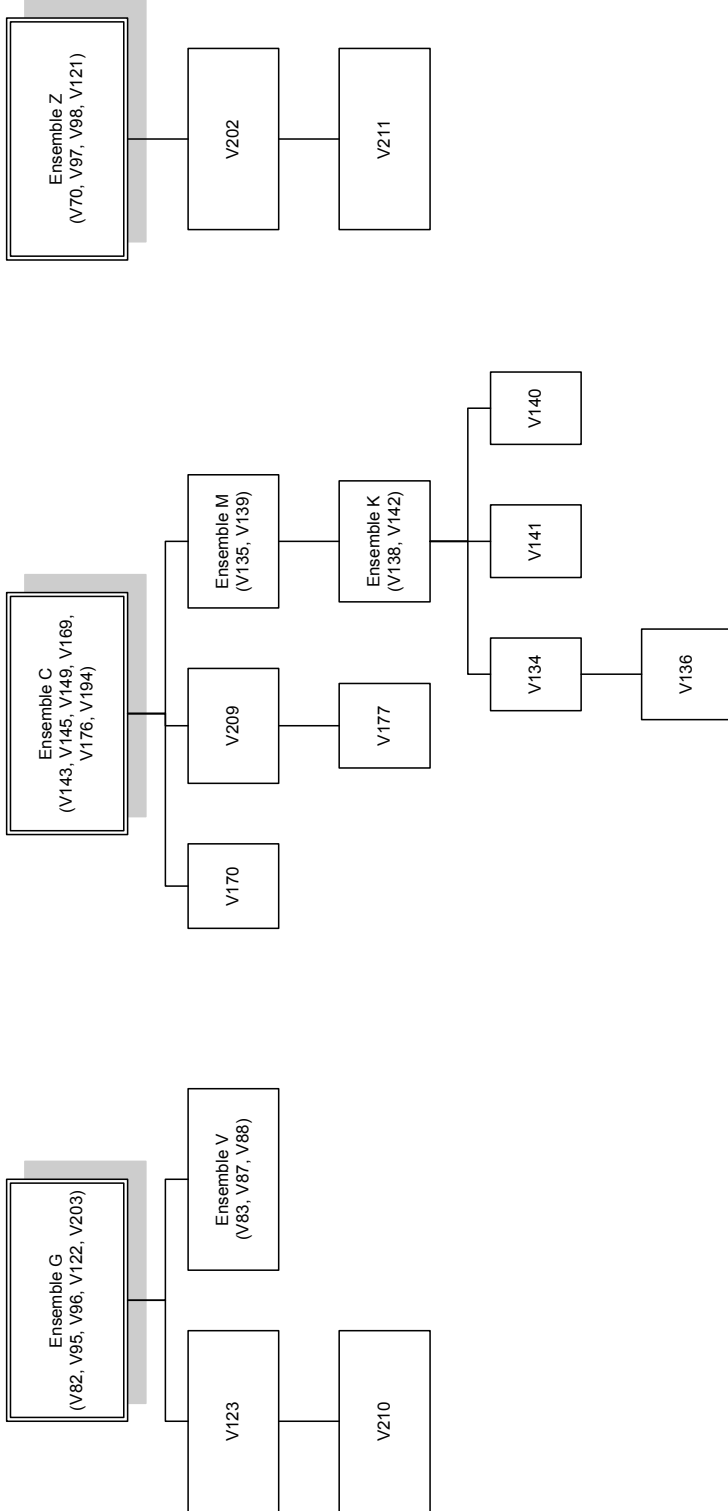 Ensemble G
(V82, V95, V96, V122, V203)
V123
Ensemble V
(V83, V87, V88)
V210
Ensemble C
(V143, V145, V149, V169,
V176, V194)
V170
V209
Ensemble M
(V135, V139)
V177
Ensemble K
(V138, V142)
V134
V141
V140
V136
Ensemble Z
(V70, V97, V98, V121)
V202
V211